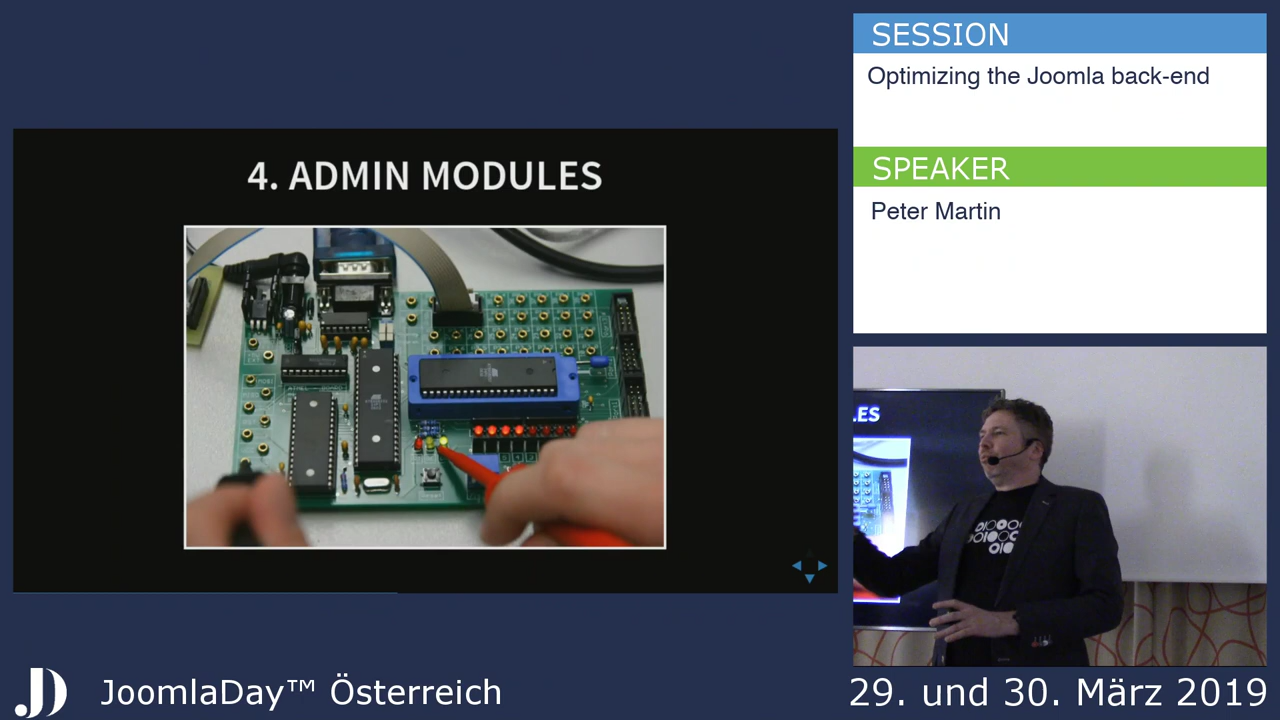 4. ADMIN MODULES
SESSION
Optimizing the Joomla back-end
SPEAKER
Peter Martin
JoomlaDay™ Österreich
29. und 30. März 2019